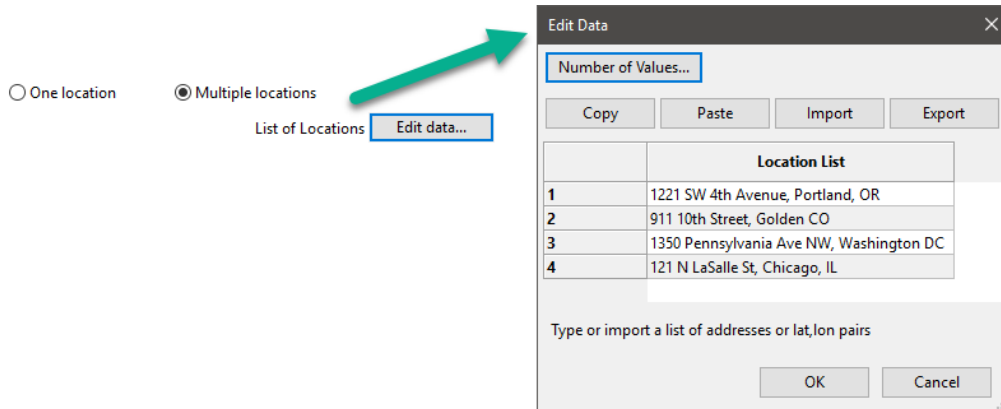 One location
Multiple locations
List of Locations
Edit data...
Edit Data
Number of Values...
Copy
Paste
Import
Export
Location List
1 1221 SW 4th Avenue, Portland, OR
2 911 10th Street, Golden CO
3 1350 Pennsylvania Ave NW, Washington DC
4 121 N LaSalle St, Chicago, IL
Type or import a list of addresses or lat,lon pairs
OK
Cancel